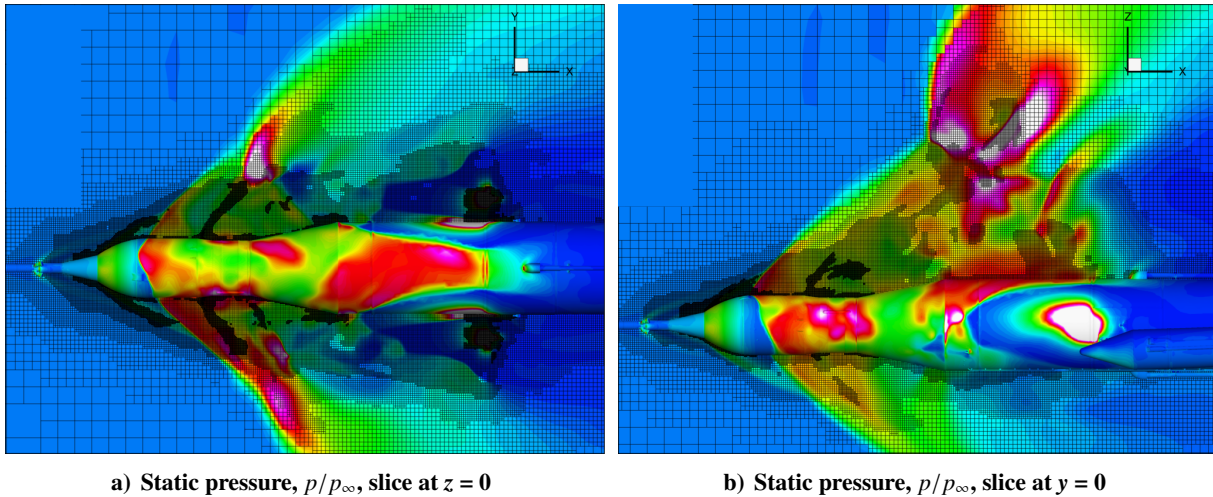 Y
X
Z
X
a) Static pressure, p/p∞, slice at z = 0
b) Static pressure, p/p∞, slice at y = 0